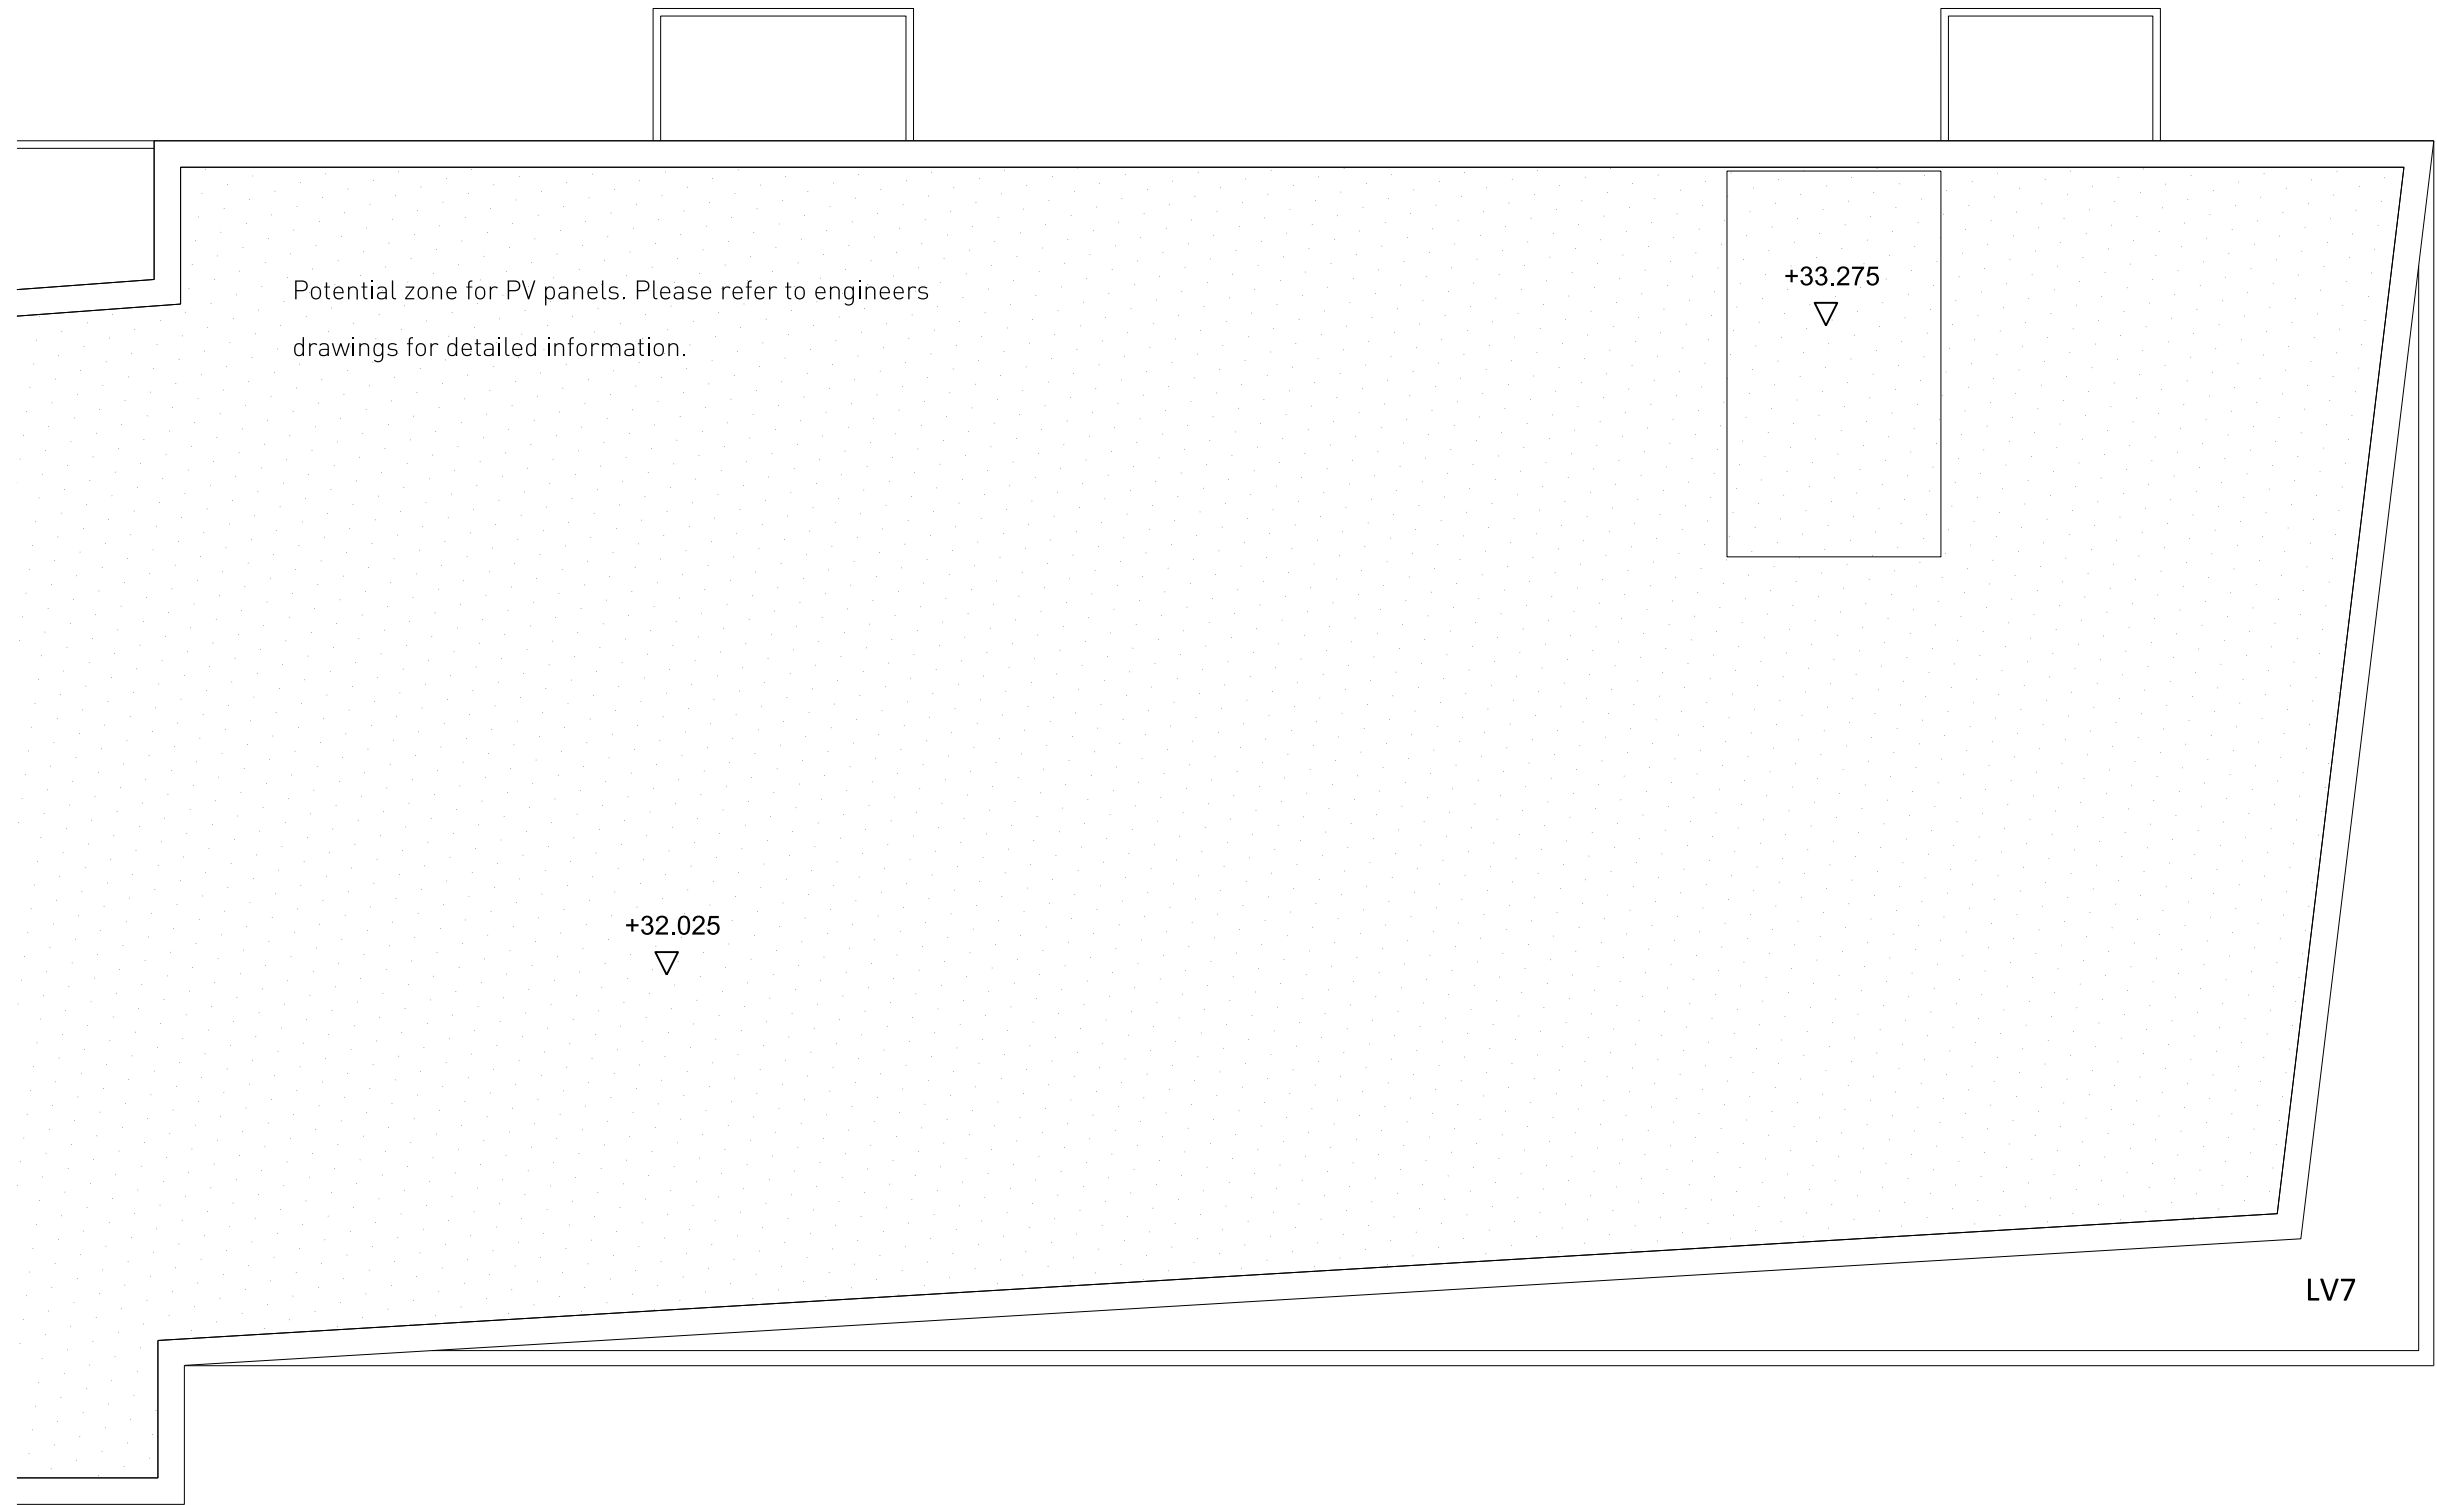 Potential zone for PV panels. Please refer to engineers
drawings for detailed information.
+33.275
+32.025
LV7